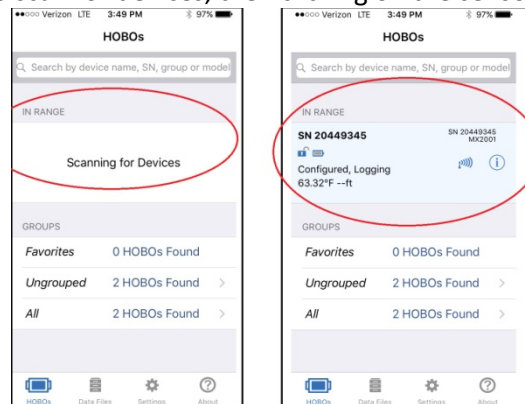 ●●○○○ Verizon LTE 3:49 PM 97%
HOBOs
Search by device name, SN, group or model
IN RANGE
Scanning for Devices
GROUPS
Favorites 0 HOBOs Found
Ungrouped 2 HOBOs Found >
All 2 HOBOs Found >
HOBOs Data Files Settings About
●●○○○ Verizon LTE 3:49 PM 97%
HOBOs
Search by device name, SN, group or model
IN RANGE
SN 20449345 SN 20449345
MX2001
Configured, Logging
63.32°F --ft
GROUPS
Favorites 0 HOBOs Found
Ungrouped 2 HOBOs Found >
All 2 HOBOs Found >
HOBOs Data Files Settings About